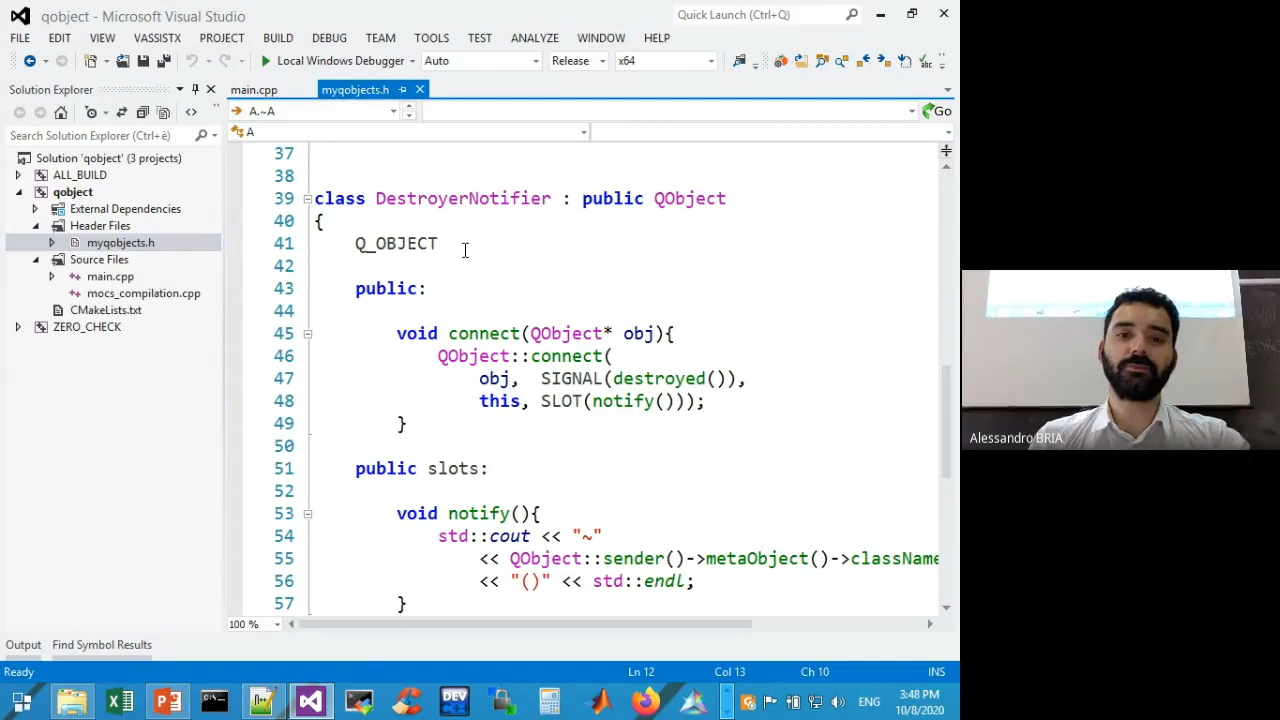 qobject - Microsoft Visual Studio
Quick Launch (Ctrl+Q)
FILE EDIT VIEW VASSISTX PROJECT BUILD DEBUG TEAM TOOLS TEST ANALYZE WINDOW HELP
Local Windows Debugger Auto Release x64
Solution Explorer
main.cpp myqobjects.h
A.~A
Go
Search Solution Explorer (Ctrl+è)
A
Solution 'qobject' (3 projects)
ALL_BUILD
qobject
External Dependencies
Header Files
myqobjects.h
Source Files
main.cpp
mocs_compilation.cpp
CMakeLists.txt
ZERO_CHECK
37
38
39 class DestroyerNotifier : public QObject
40 {
41 Q_OBJECT
42
43 public:
44
45 void connect(QObject* obj){
46 QObject::connect(
47 obj, SIGNAL(destroyed()),
48 this, SLOT(notify()));
49 }
50
51 public slots:
52
53 void notify(){
54 std::cout << "~"
55 << QObject::sender()->metaObject()->className
56 << "()" << std::endl;
57 }
100 %
Output Find Symbol Results
Ready Ln 12 Col 13 Ch 10 INS
DEV
ENG
3:48 PM
10/8/2020
Alessandro BRIA